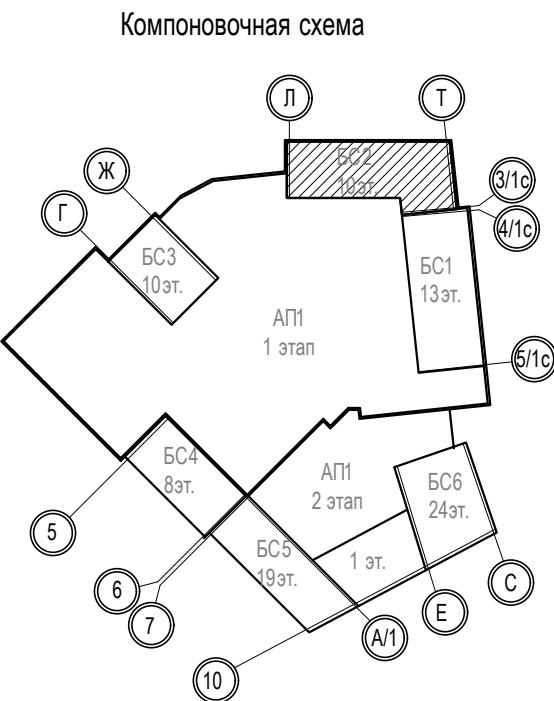 Компоновочная схема
Л
Т
БС2
10эт.
3/1с
4/1с
Ж
Г
БС3
10эт.
БС1
13эт.
АП1
1 этап
5/1с
БС4
8эт.
АП1
2 этап
БС6
24эт.
5
БС5
19эт.
1 эт.
6
7
С
Е
А/1
10